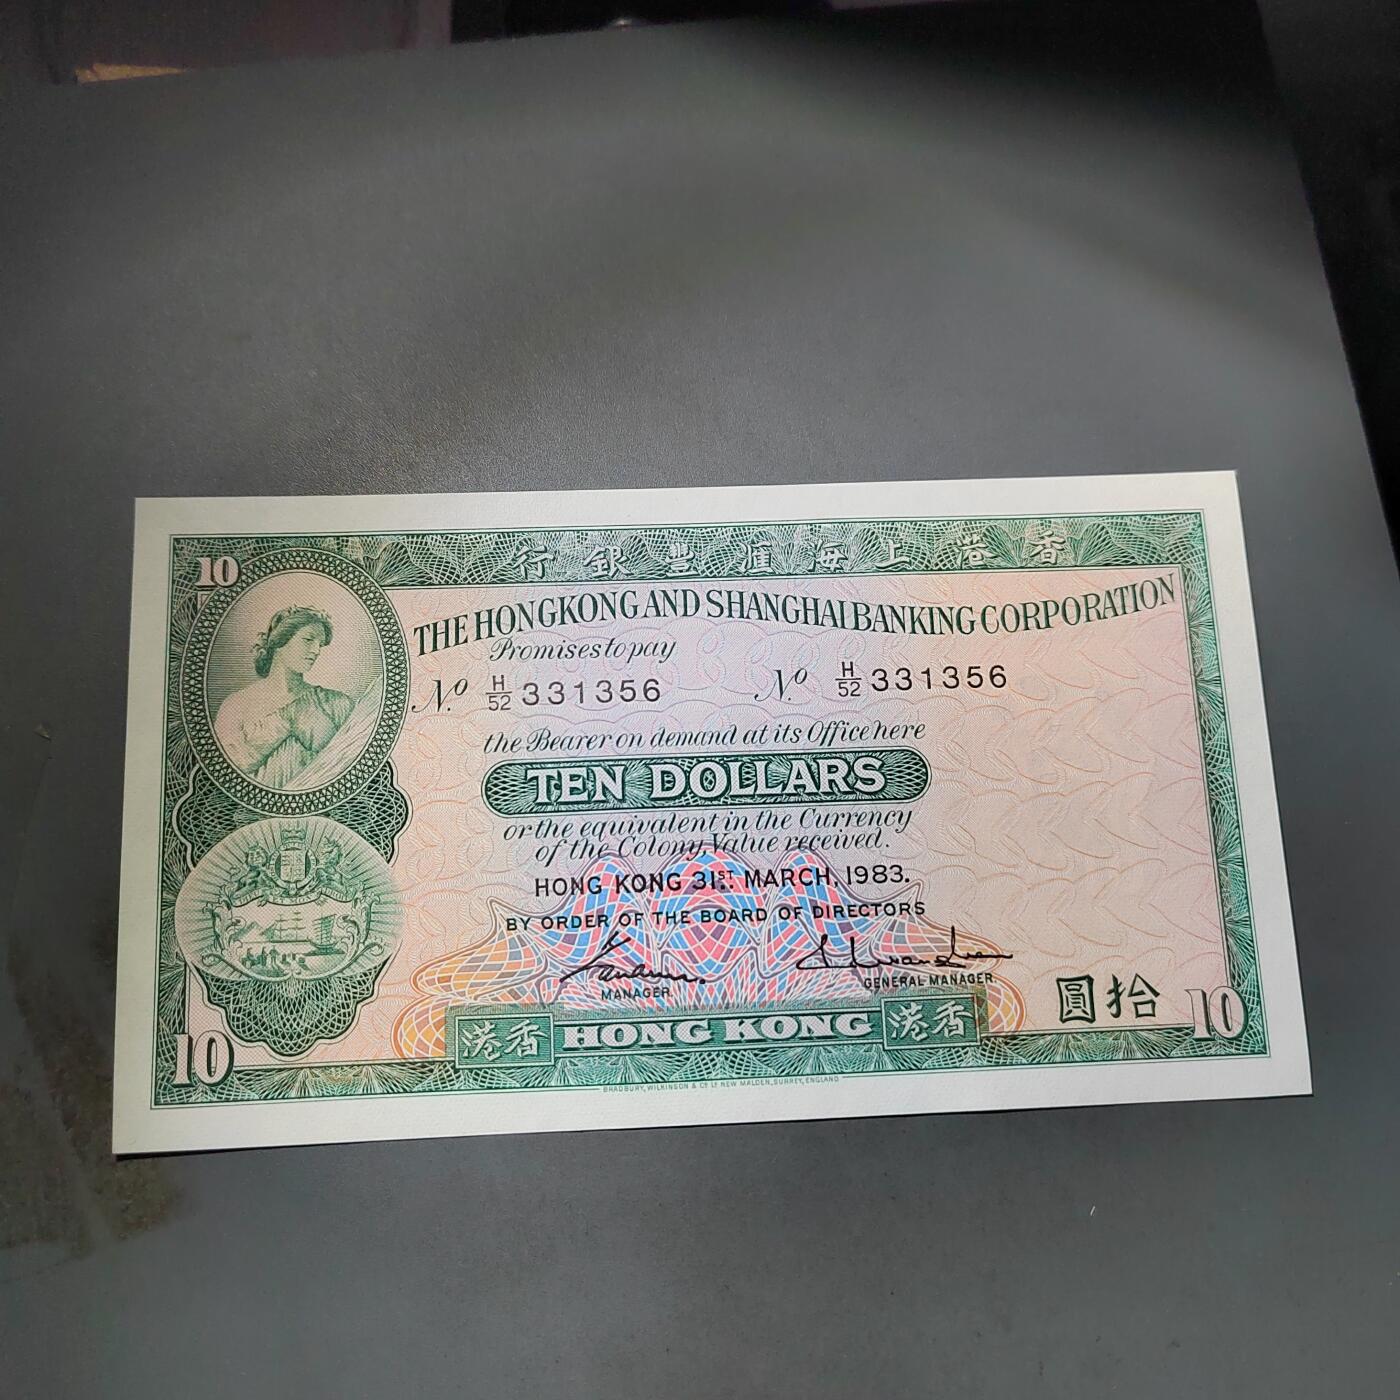 行銀豐滙海上港香
10
THE HONGKONG AND SHANGHAI BANKING CORPORATION
Promises to pay
No. H/52 331356 No. H/52 331356
the Bearer on demand at its Office here
TEN DOLLARS
or the equivalent in the Currency
of the Colony, Value received.
HONG KONG 31ST MARCH, 1983.
BY ORDER OF THE BOARD OF DIRECTORS
MANAGER. GENERAL MANAGER.
圓拾
10 港香 HONG KONG 港香 10
BRADBURY, WILKINSON & Co. Ld. NEW MALDEN, SURREY, ENGLAND